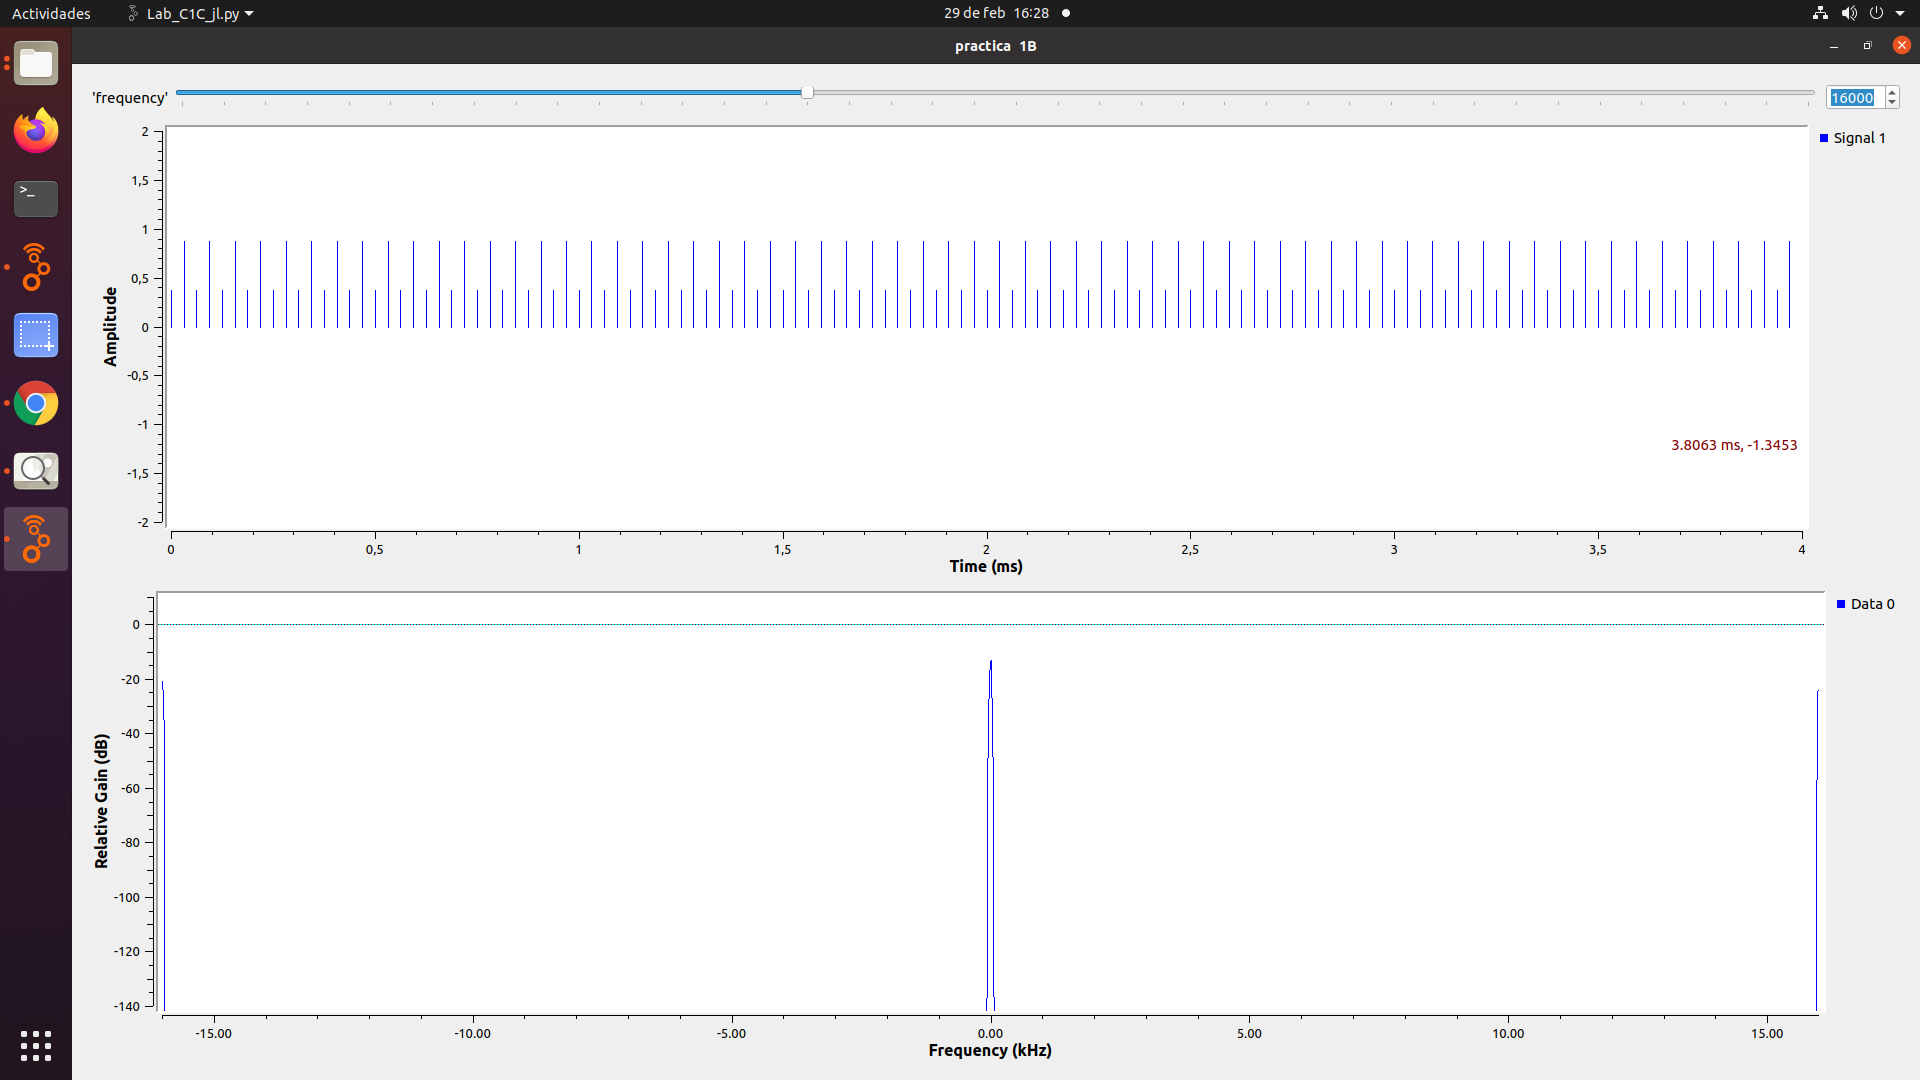 Actividades
Lab_C1C_jl.py
29 de feb 16:28
practica 1B
'frequency'
16000
Signal 1
2
1,5
1
0,5
0
-0,5
-1
-1,5
-2
Amplitude
3.8063 ms, -1.3453
0 0,5 1 1,5 2 2,5 3 3,5 4
Time (ms)
Data 0
0
-20
-40
-60
-80
-100
-120
-140
Relative Gain (dB)
-15.00 -10.00 -5.00 0.00 5.00 10.00 15.00
Frequency (kHz)